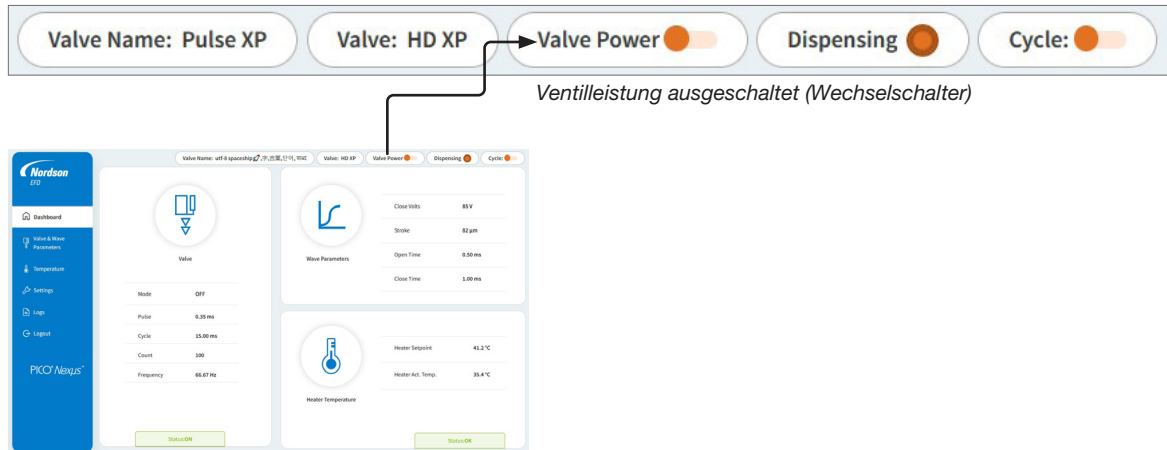 Valve Name: Pulse XP
Valve: HD XP
Valve Power
Dispensing
Cycle:
Ventilleistung ausgeschaltet (Wechselschalter)
Nordson
EFD
Dashboard
Valve & Wave
Parameters
Temperature
Settings
Logs
Logout
PICO® Nexus™
Valve Name: utf-8 spaceship
Valve: HD XP
Valve Power
Dispensing
Cycle:
Valve
Mode OFF
Pulse 0.35 ms
Cycle 15.00 ms
Count 100
Frequency 66.67 Hz
Status:ON
Wave Parameters
Close Volts 85 V
Stroke 82 µm
Open Time 0.50 ms
Close Time 1.00 ms
Heater Temperature
Heater Setpoint 41.2 °C
Heater Act. Temp. 35.4 °C
Status:OK